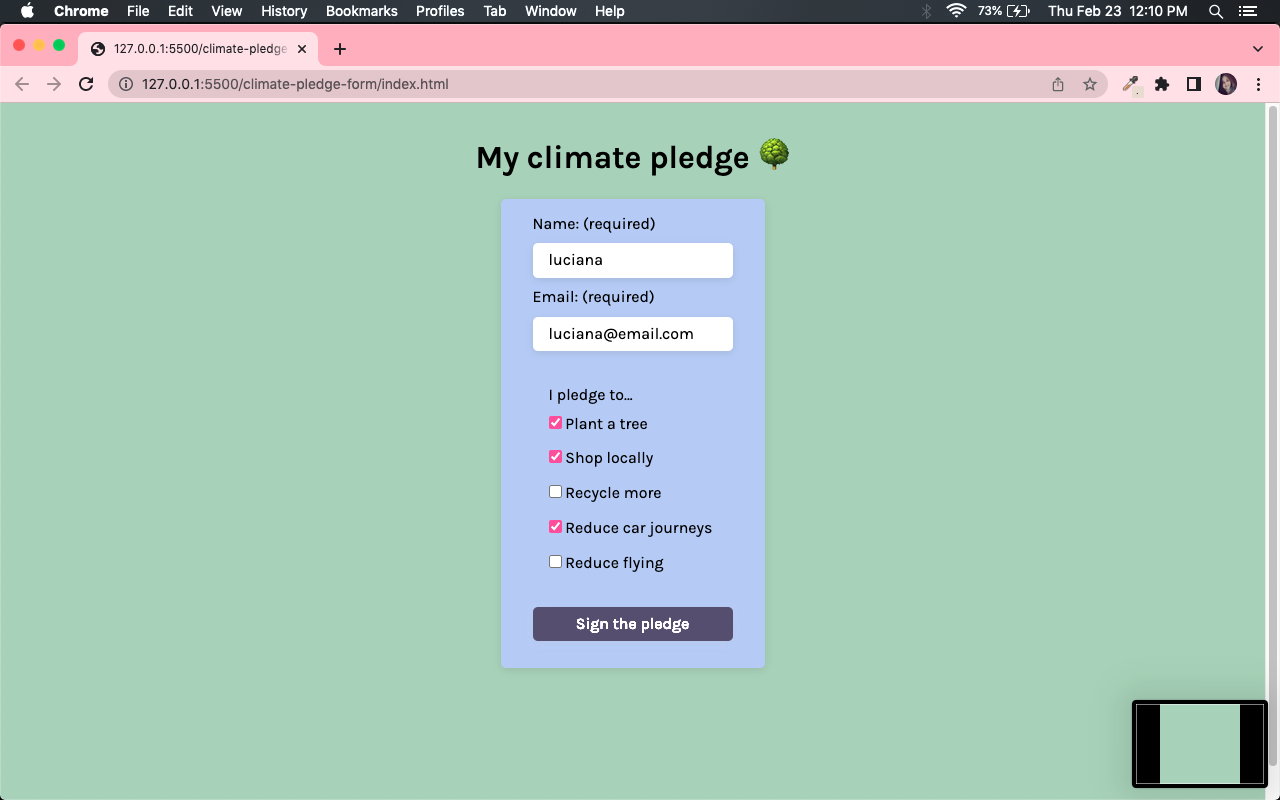 Chrome File Edit View History Bookmarks Profiles Tab Window Help 73% Thu Feb 23 12:10 PM
127.0.0.1:5500/climate-pledge
127.0.0.1:5500/climate-pledge-form/index.html
My climate pledge
Name: (required)
luciana
Email: (required)
luciana@email.com
I pledge to...
Plant a tree
Shop locally
Recycle more
Reduce car journeys
Reduce flying
Sign the pledge